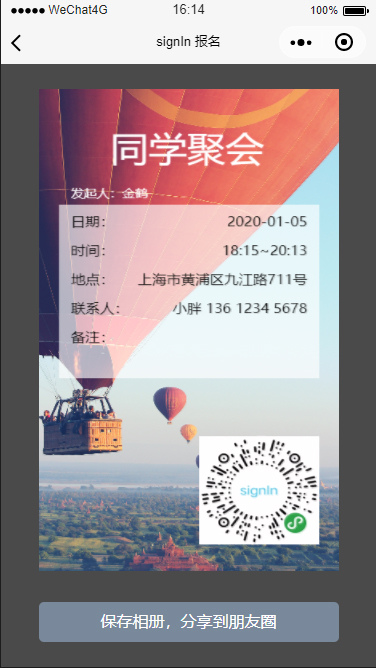 WeChat4G 16:14 100%
signIn 报名
同学聚会
发起人：金鹤
日期： 2020-01-05
时间： 18:15~20:13
地点： 上海市黄浦区九江路711号
联系人： 小胖 136 1234 5678
备注：
signIn
保存相册，分享到朋友圈